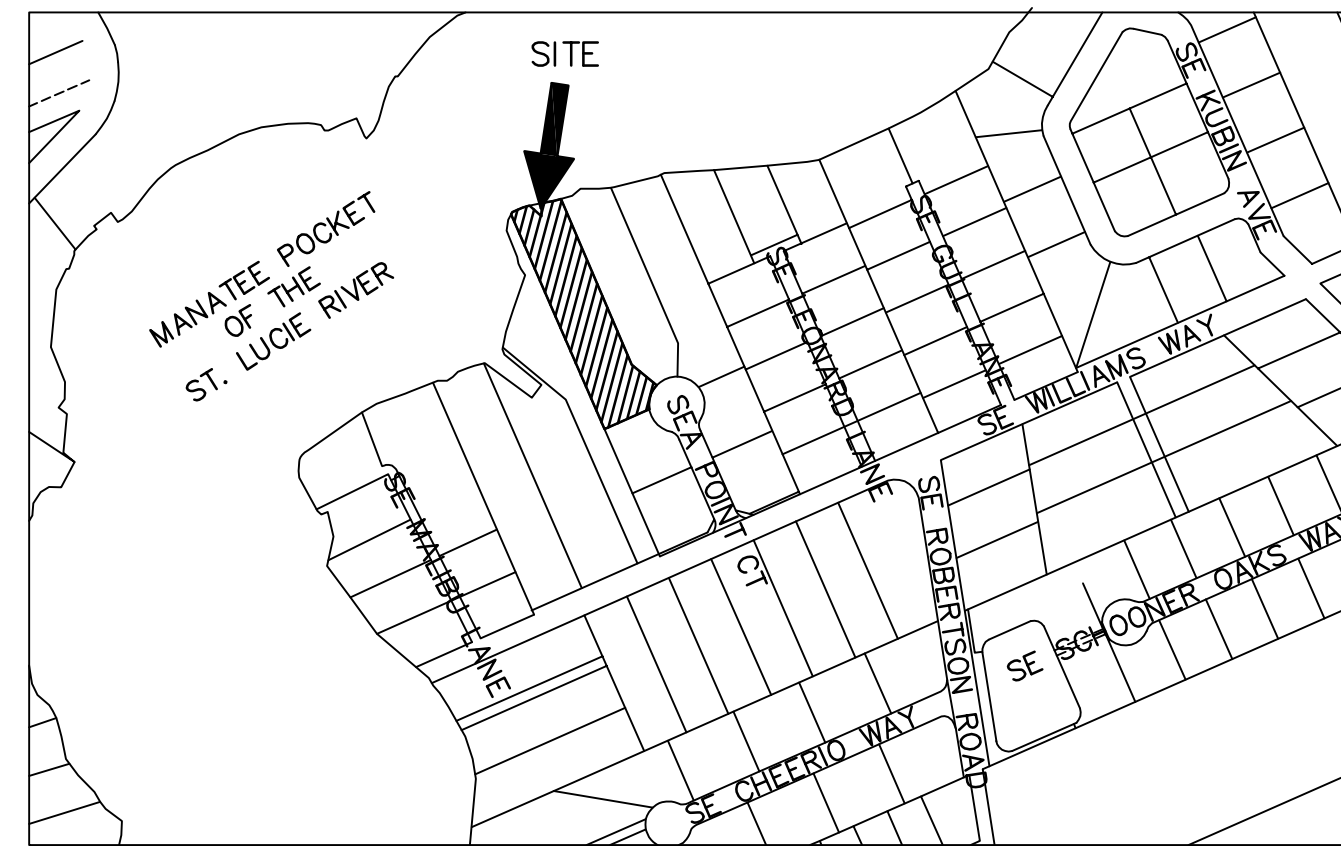 SITE
MANATEE POCKET
OF THE
ST. LUCIE RIVER
SE KUBIN AVE
SE GULL LANE
SE LEONARD LANE
SE WILLIAMS WAY
SEA POINT CT
SE MALIBU LANE
SE ROBERTSON ROAD
SE SCHOONER OAKS WAY
SE CHEERIO WAY